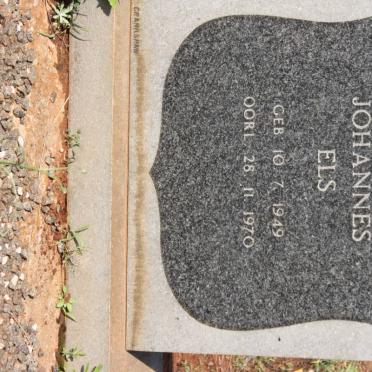 JOHANNES
ELS
GEB 10 7 1949
OORL 28 11 1970